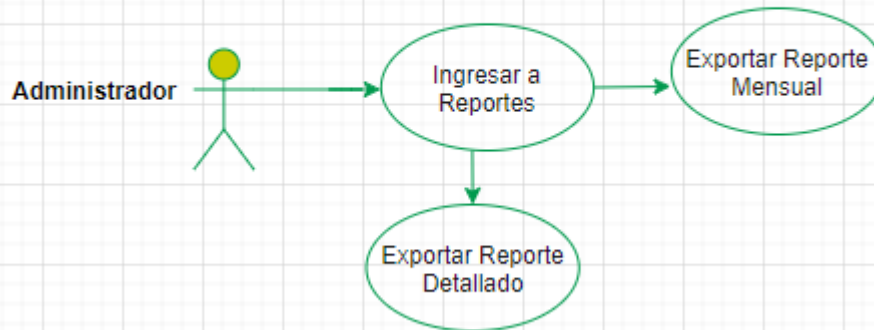 Administrador
Ingresar a
Reportes
Exportar Reporte
Mensual
Exportar Reporte
Detallado